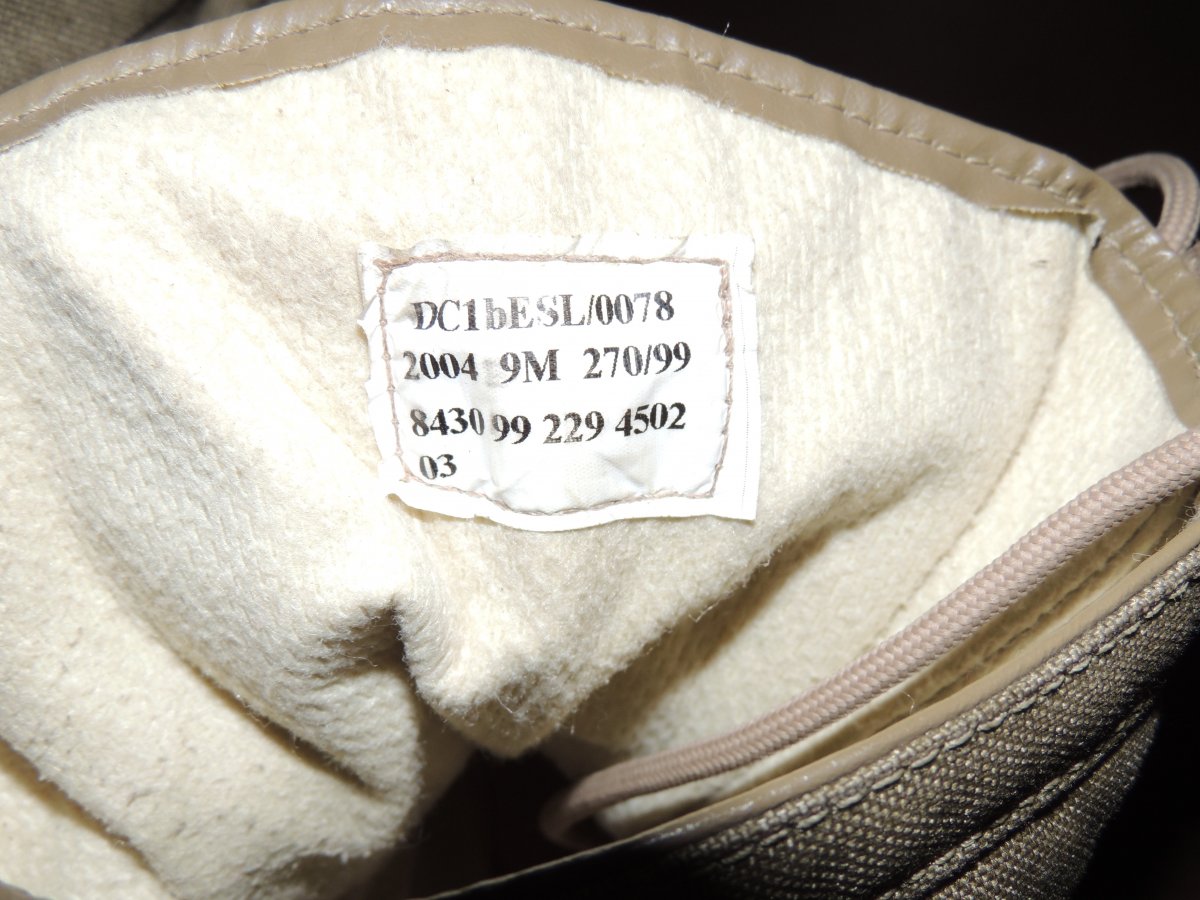 DC1bESL/0078
2004 9M 270/99
8430 99 229 4502
03